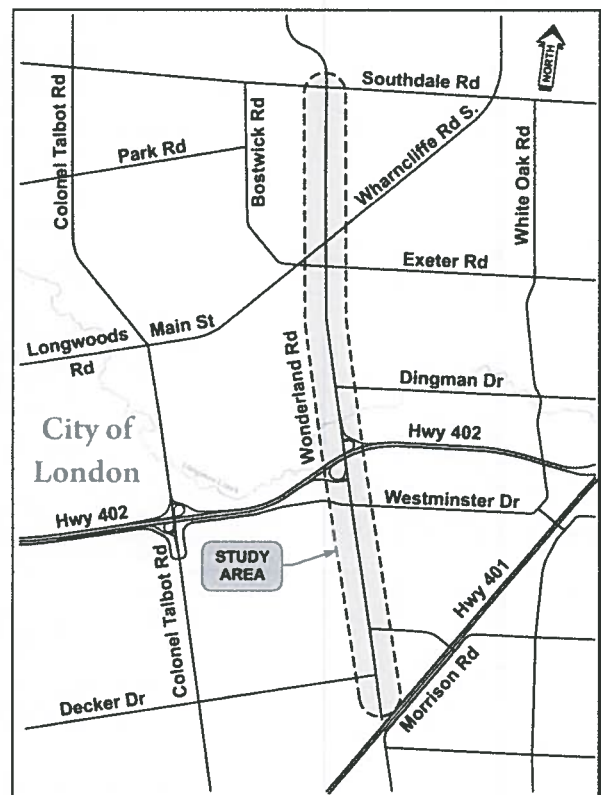 NORTH
Southdale Rd
Colonel Talbot Rd
Bostwick Rd
Park Rd
Wharncliffe Rd S.
White Oak Rd
Exeter Rd
Longwoods
Rd
Main St
Wonderland Rd
Dingman Dr
City of
London
Hwy 402
Hwy 402
Westminster Dr
STUDY
AREA
Colonel Talbot Rd
Hwy 401
Morrison Rd
Decker Dr